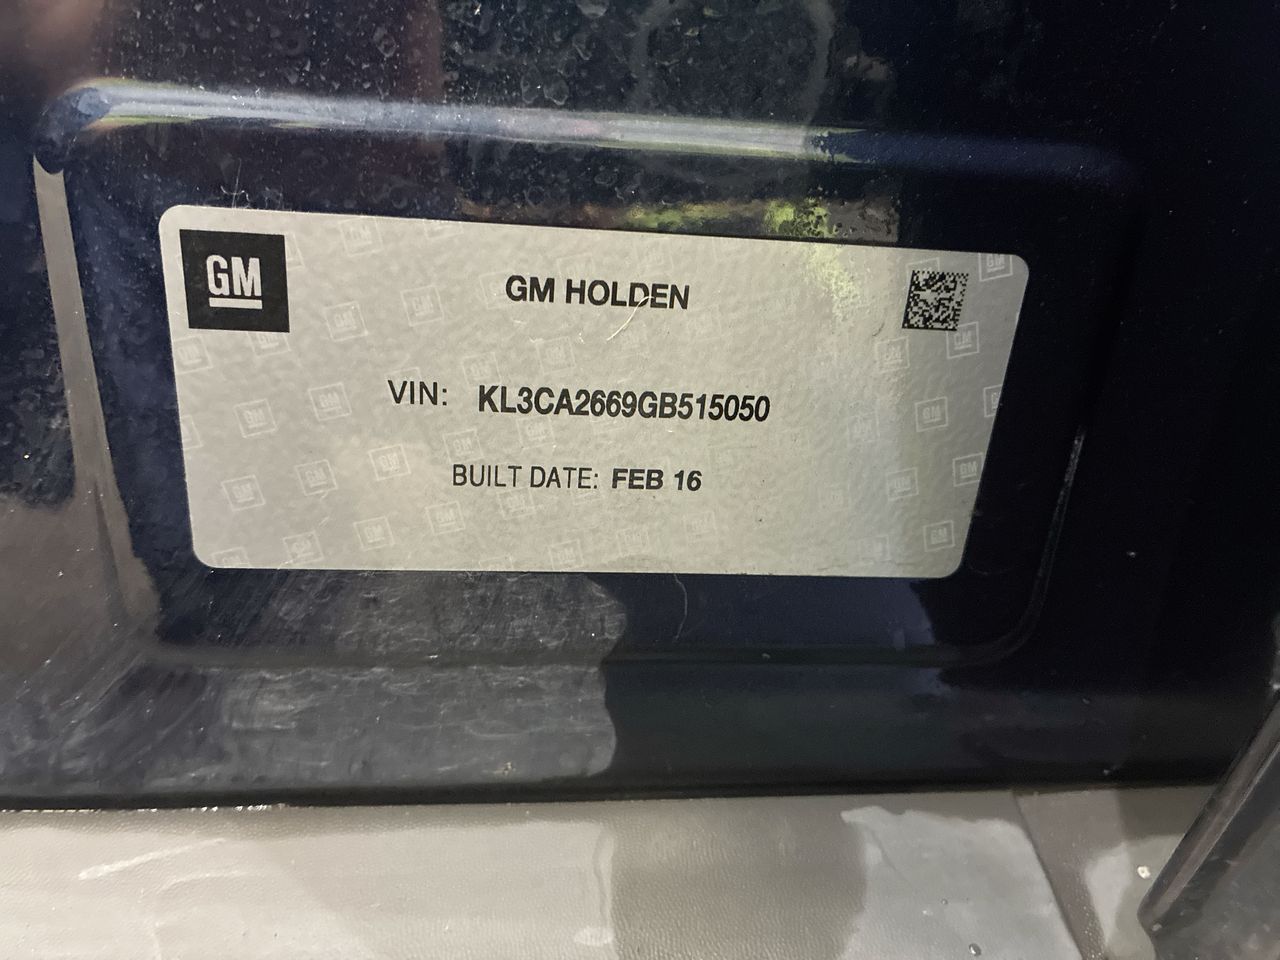 GM
GM HOLDEN
VIN: KL3CA2669GB515050
BUILT DATE: FEB 16